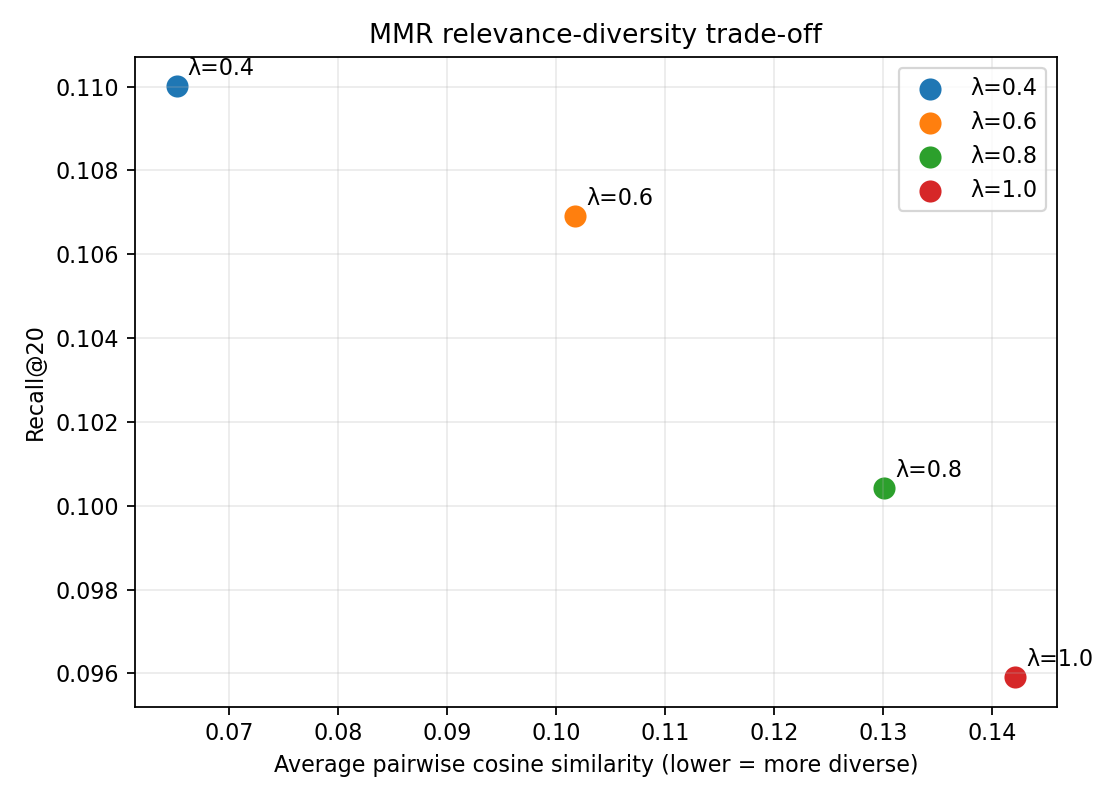 MMR relevance-diversity trade-off
λ=0.4
λ=0.6
λ=0.8
λ=1.0
λ=0.4
λ=0.6
λ=0.8
λ=1.0
0.110
0.108
0.106
0.104
0.102
0.100
0.098
0.096
Recall@20
0.07
0.08
0.09
0.10
0.11
0.12
0.13
0.14
Average pairwise cosine similarity (lower = more diverse)